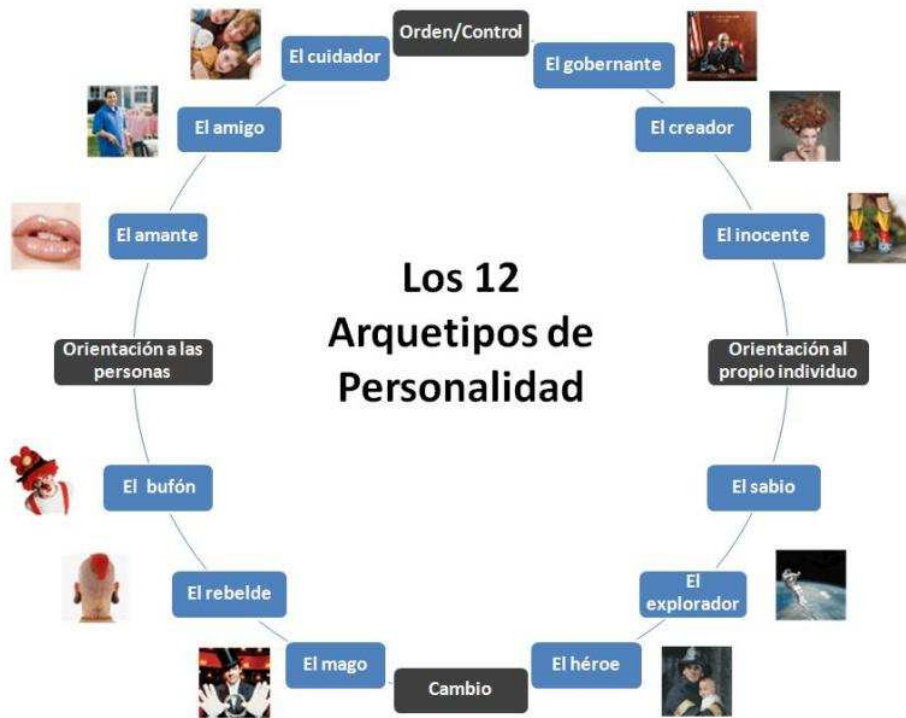 Orden/Control
El cuidador
El gobernante
El amigo
El creador
El amante
El inocente
Los 12
Arquetipos de
Personalidad
Orientación a las
personas
Orientación al
propio individuo
El bufón
El sabio
El rebelde
El
explorador
El mago
El héroe
Cambio